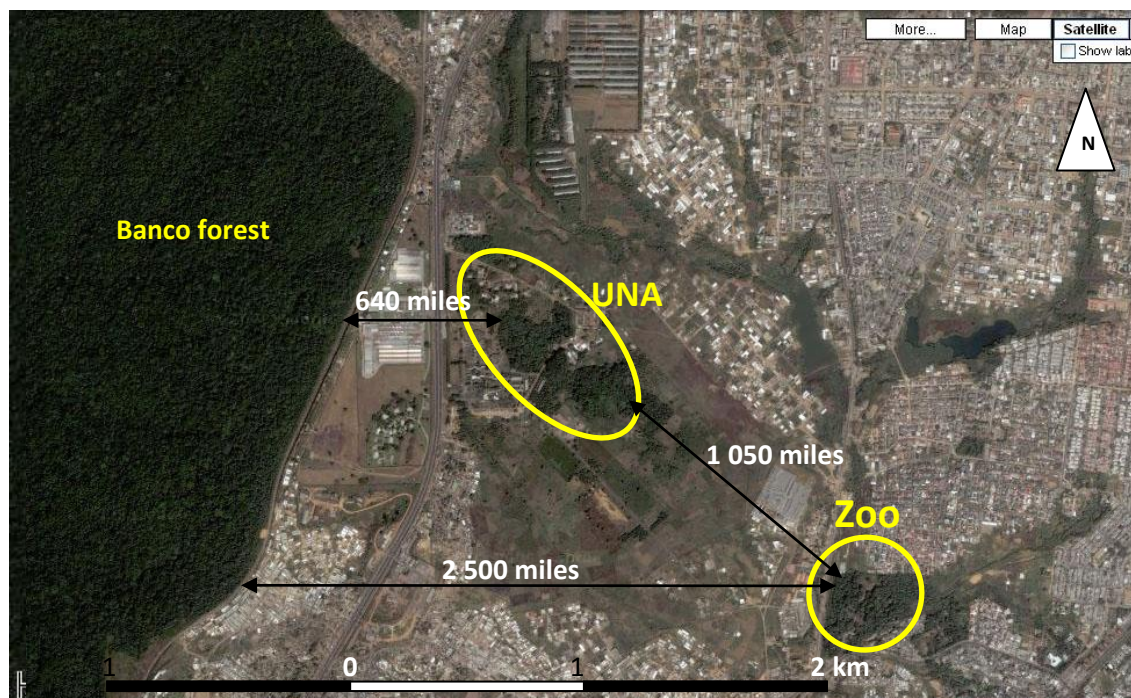 More...
Map
Satellite
Show lab
N
Banco forest
640 miles
UNA
1 050 miles
Zoo
2 500 miles
1
0
1
2 km